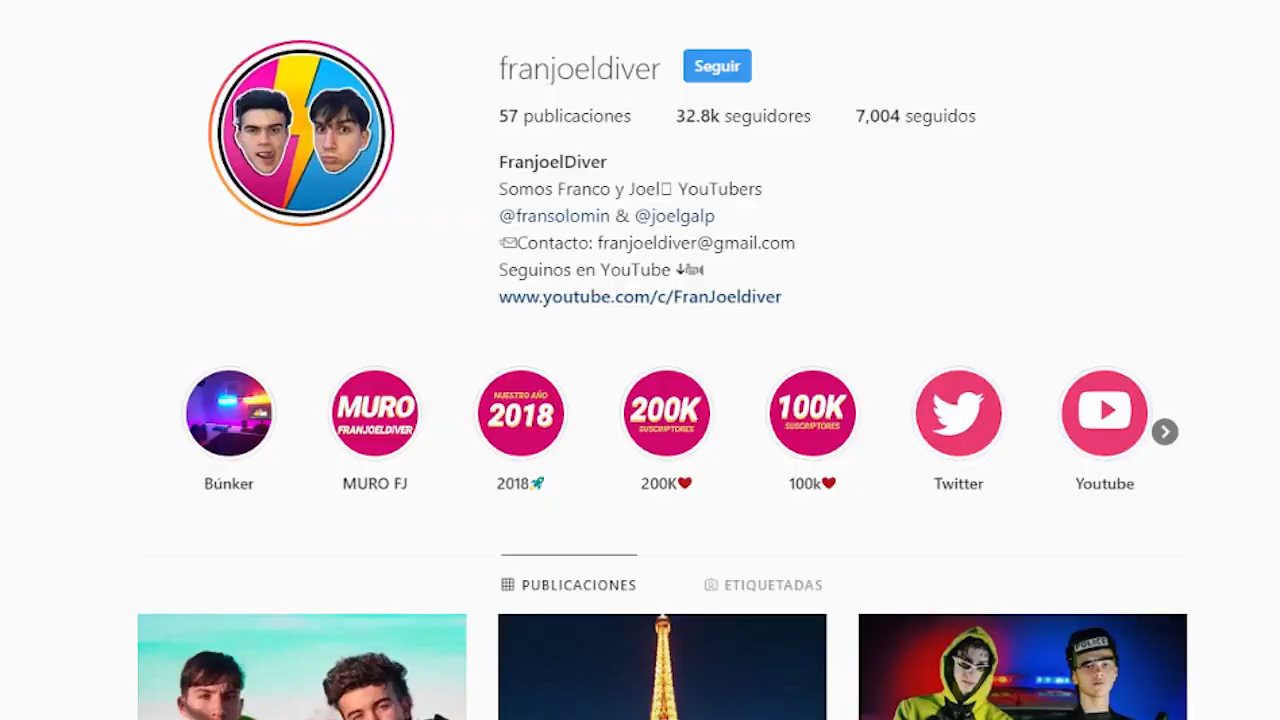 franjoeldiver Seguir
57 publicaciones 32.8k seguidores 7,004 seguidos
FranjoelDiver
Somos Franco y Joel YouTubers
@fransolomin & @joelgalp
Contacto: franjoeldiver@gmail.com
Seguinos en YouTube
www.youtube.com/c/FranJoeldiver
MURO
FRANJOELDIVER
NUESTRO AÑO
2018
200K
SUSCRIPTORES
100K
SUSCRIPTORES
Búnker MURO FJ 2018🚀 200K❤ 100k❤ Twitter Youtube
PUBLICACIONES ETIQUETADAS
POLICE